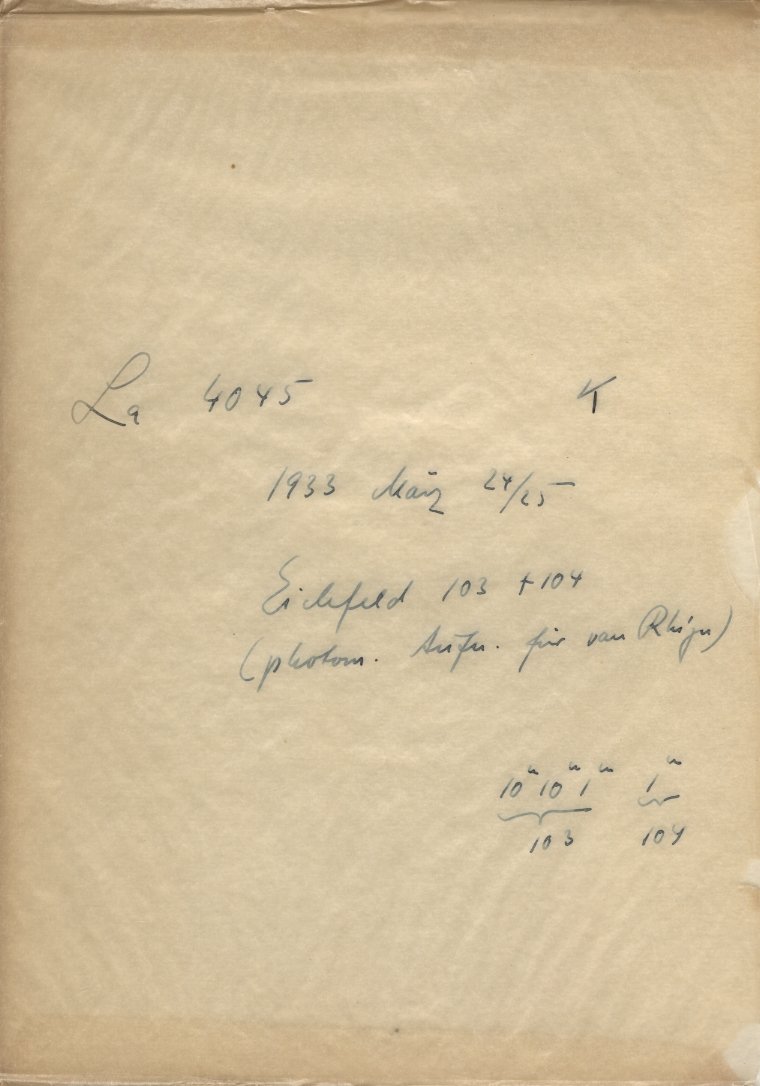 La 4045 K
1933 März 24/25
Eichfeld 103 + 104
(photom. Aufn. für van Rhijn)
10ᵐ 10ᵐ 1ᵐ 1ᵐ
103 104